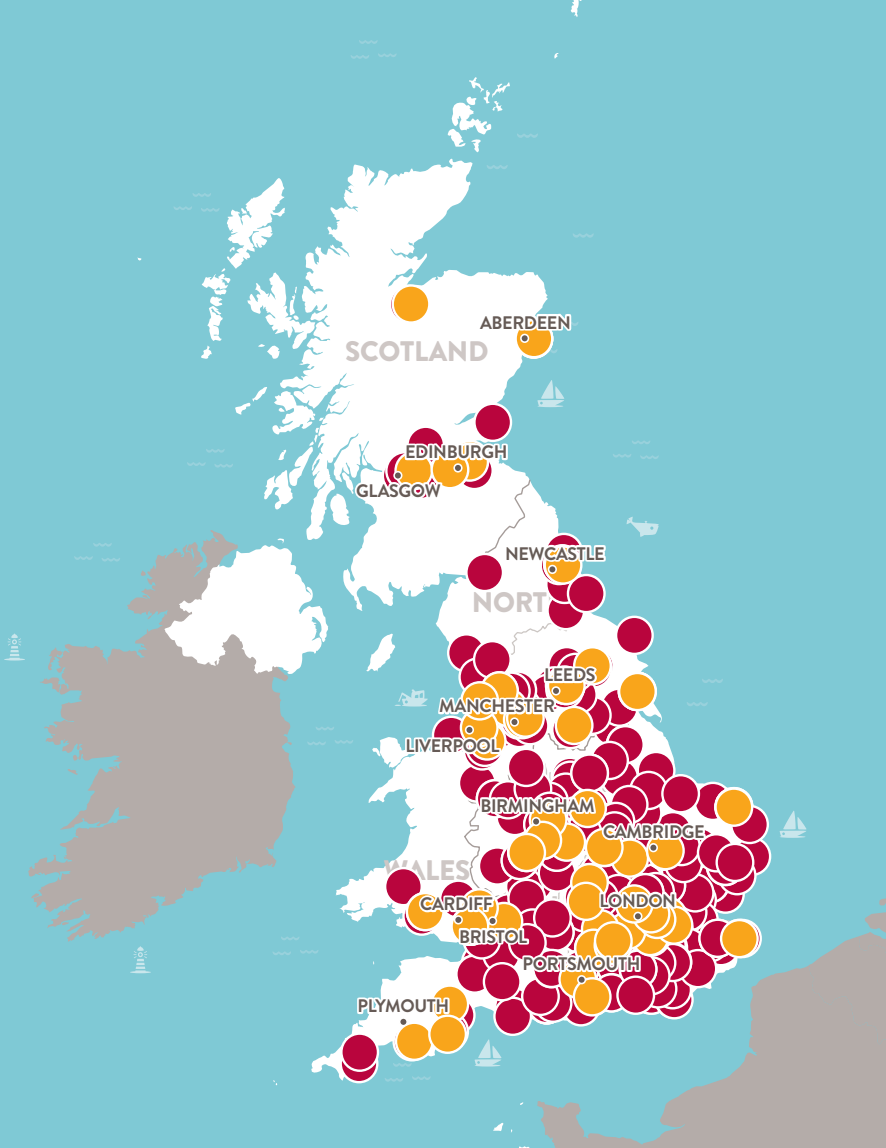 ABERDEEN
SCOTLAND
EDINBURGH
GLASGOW
NEWCASTLE
NORT
LEEDS
MANCHESTER
LIVERPOOL
BIRMINGHAM
CAMBRIDGE
WALES
CARDIFF
LONDON
BRISTOL
PORTSMOUTH
PLYMOUTH